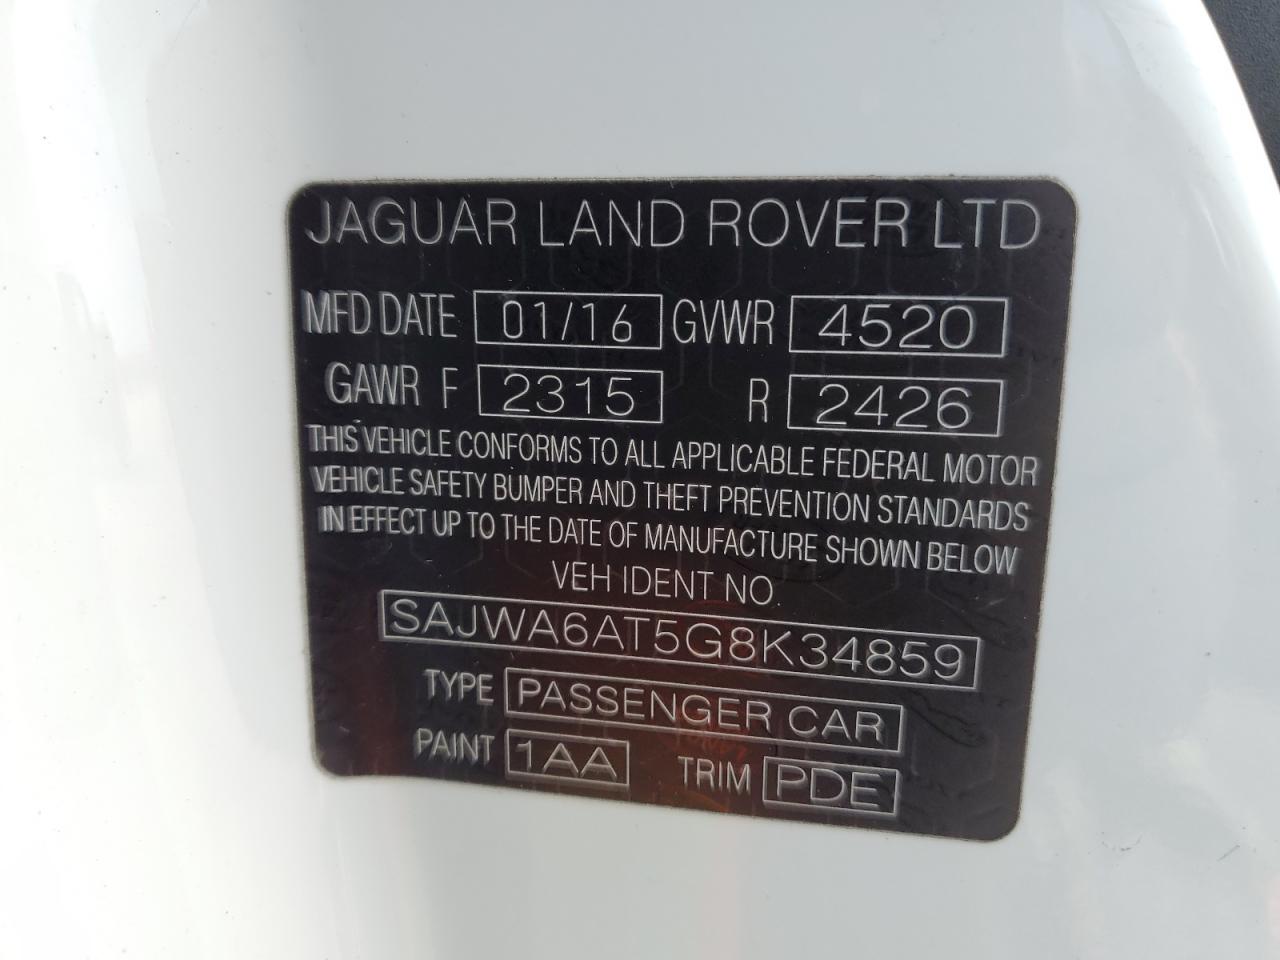 JAGUAR LAND ROVER LTD
MFD DATE 01/16 GVWR 4520
GAWR F 2315 R 2426
THIS VEHICLE CONFORMS TO ALL APPLICABLE FEDERAL MOTOR
VEHICLE SAFETY BUMPER AND THEFT PREVENTION STANDARDS
IN EFFECT UP TO THE DATE OF MANUFACTURE SHOWN BELOW
VEH IDENT NO
SAJWA6AT5G8K34859
TYPE PASSENGER CAR
PAINT 1AA TRIM PDE